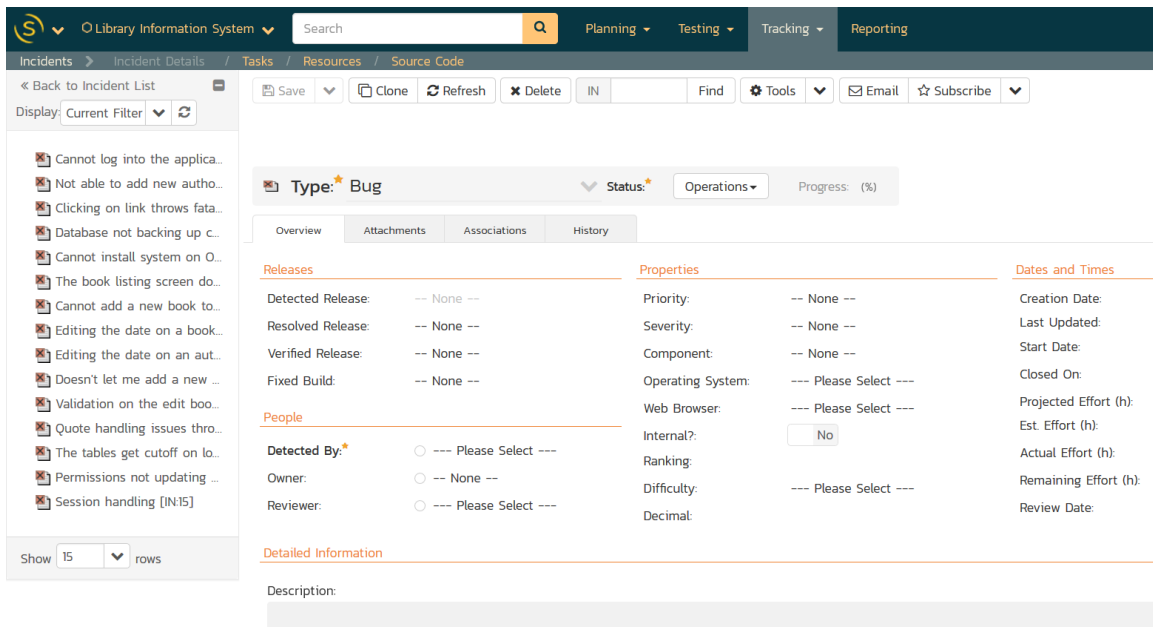 S Library Information System Search Planning Testing Tracking Reporting
Incidents Incident Details / Tasks / Resources / Source Code
« Back to Incident List
Display: Current Filter
Cannot log into the applica...
Not able to add new autho...
Clicking on link throws fata...
Database not backing up c...
Cannot install system on O...
The book listing screen do...
Cannot add a new book to...
Editing the date on a book...
Editing the date on an aut...
Doesn't let me add a new ...
Validation on the edit boo...
Quote handling issues thro...
The tables get cutoff on lo...
Permissions not updating ...
Session handling [IN:15]
Show 15 rows
Save Clone Refresh Delete IN Find Tools Email Subscribe
Type: Bug Status: Operations Progress: (%)
Overview Attachments Associations History
Releases
Detected Release: -- None --
Resolved Release: -- None --
Verified Release: -- None --
Fixed Build: -- None --
People
Detected By: --- Please Select ---
Owner: -- None --
Reviewer: --- Please Select ---
Properties
Priority: -- None --
Severity: -- None --
Component: -- None --
Operating System: --- Please Select ---
Web Browser: --- Please Select ---
Internal?: No
Ranking:
Difficulty: --- Please Select ---
Decimal:
Dates and Times
Creation Date:
Last Updated:
Start Date:
Closed On:
Projected Effort (h):
Est. Effort (h):
Actual Effort (h):
Remaining Effort (h):
Review Date:
Detailed Information
Description: